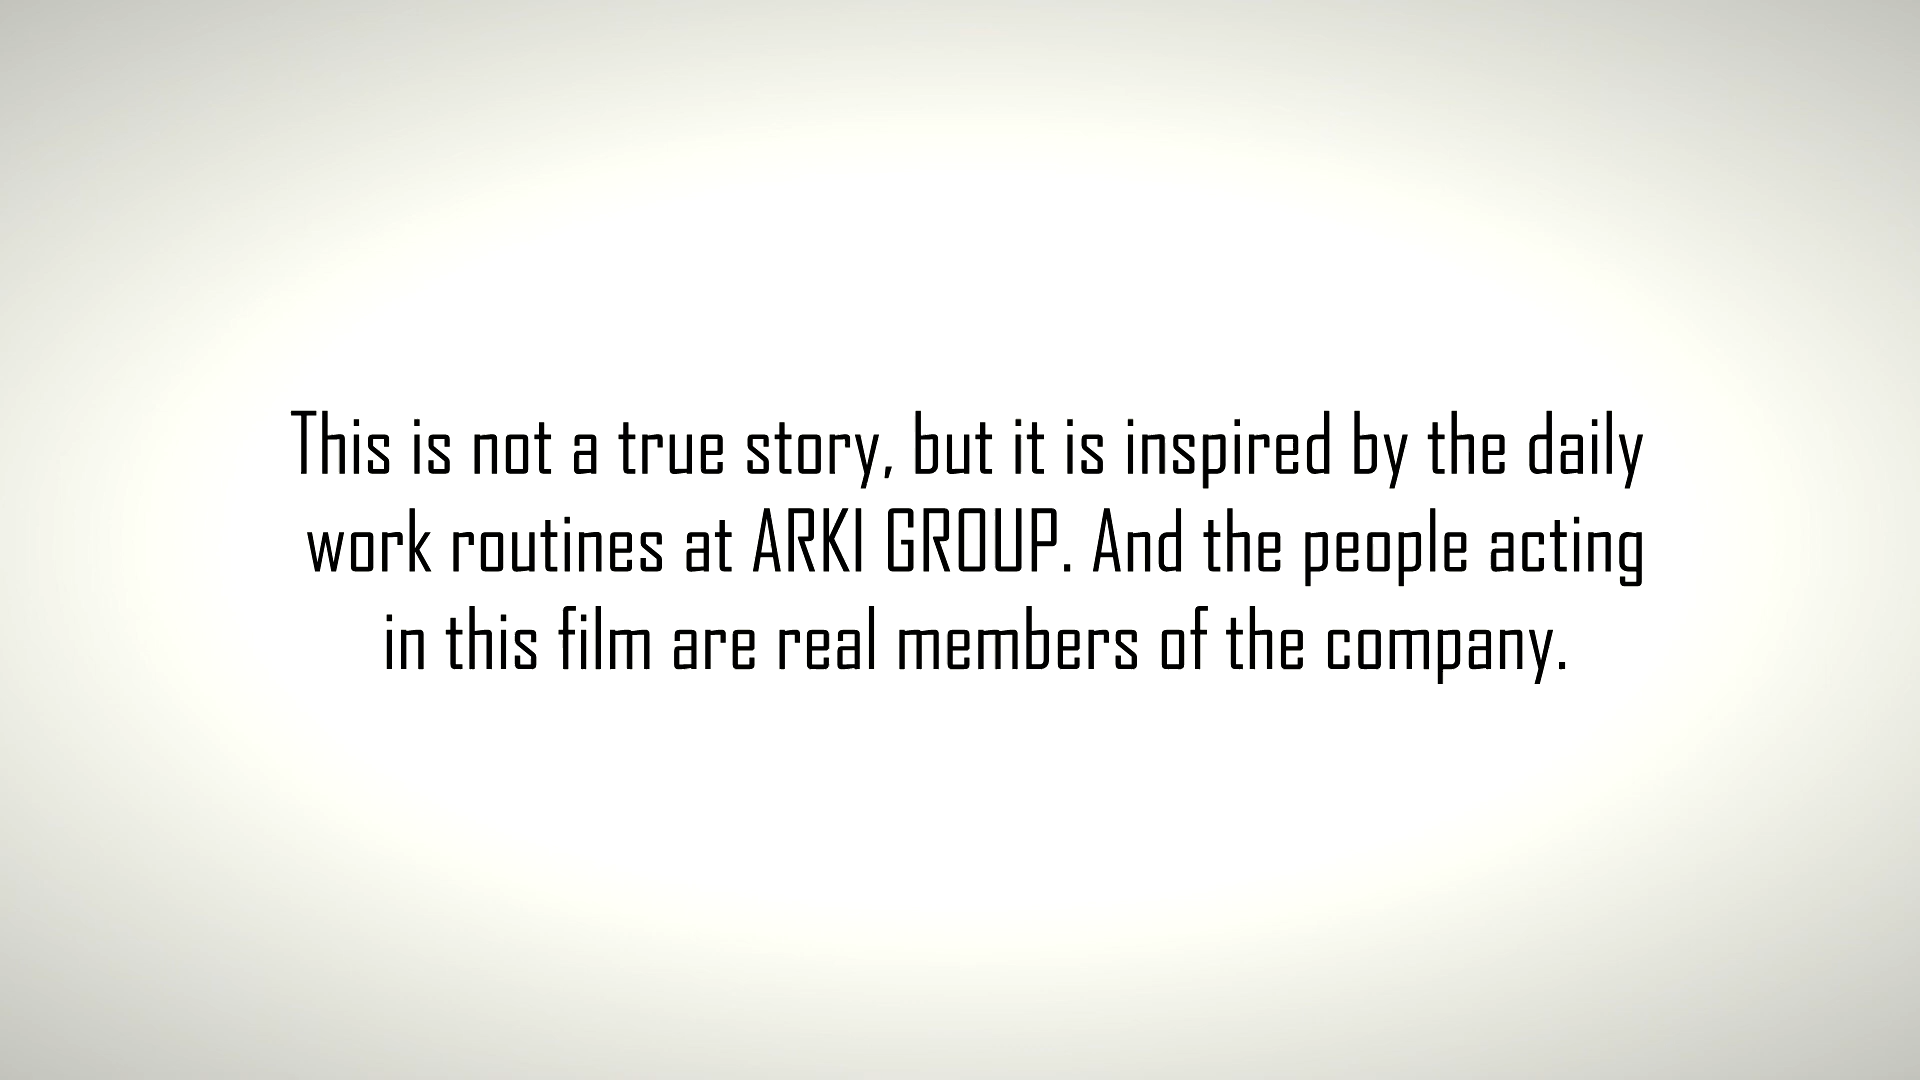 This is not a true story, but it is inspired by the daily
work routines at ARKI GROUP. And the people acting
in this film are real members of the company.